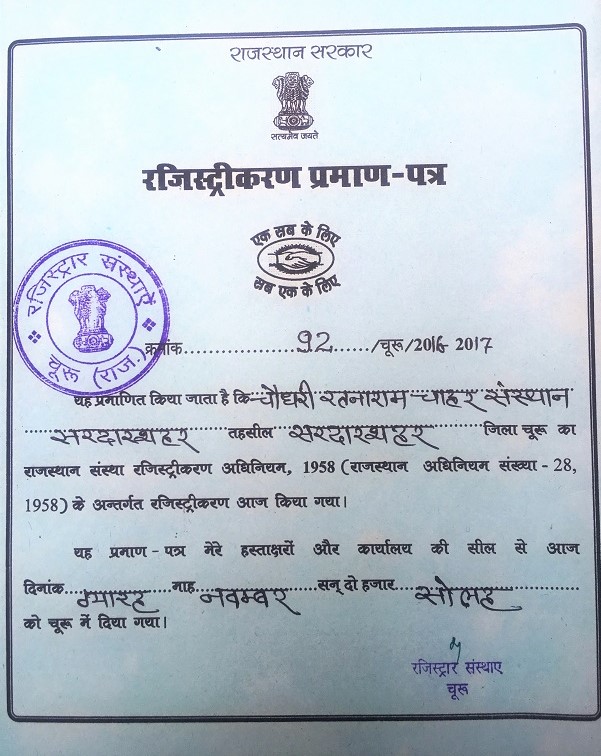 राजस्थान सरकार
सत्यमेव जयते
रजिस्ट्रीकरण प्रमाण-पत्र
एक सब के लिए
सब एक के लिए
रजिस्ट्रार संस्थाऐं
चूरू (राज.)
क्रमांक..................92....../चूरू/2016-2017
यह प्रमाणित किया जाता है कि चौधरी रतनाराम चाहर संस्थान
सरदारशहर तहसील सरदारशहर जिला चूरू का
राजस्थान संस्था रजिस्ट्रीकरण अधिनियन, 1958 (राजस्थान अधिनियन संख्या - 28,
1958) के अन्तर्गत रजिस्ट्रीकरण आज किया गया।
यह प्रमाण - पत्र मेरे हस्ताक्षरों और कार्यालय की सील से आज
दिनांक ग्यारह माह नवम्बर सन् दो हजार सोलह
को चूरू में दिया गया।
रजिस्ट्रार संस्थाए
चूरू